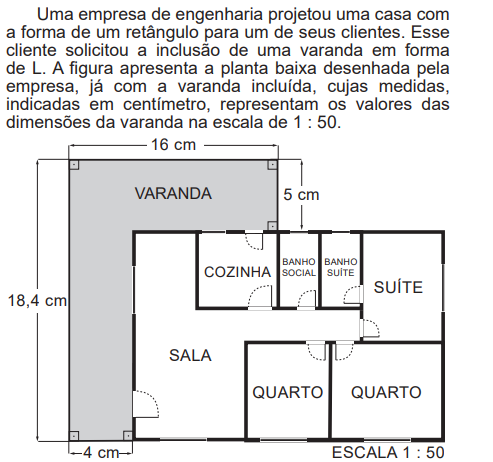 Uma empresa de engenharia projetou uma casa com
a forma de um retângulo para um de seus clientes. Esse
cliente solicitou a inclusão de uma varanda em forma
de L. A figura apresenta a planta baixa desenhada pela
empresa, já com a varanda incluída, cujas medidas,
indicadas em centímetro, representam os valores das
dimensões da varanda na escala de 1 : 50.
16 cm
VARANDA
5 cm
COZINHA
BANHO
SOCIAL
BANHO
SUÍTE
SUÍTE
18,4 cm
SALA
QUARTO
QUARTO
4 cm
ESCALA 1 : 50